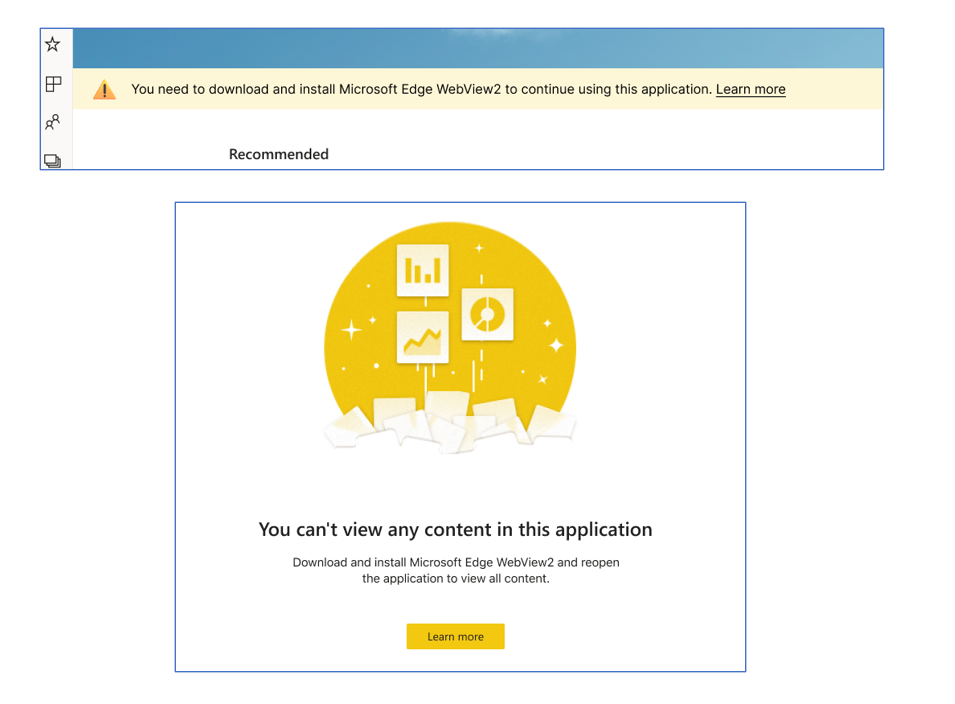 You need to download and install Microsoft Edge WebView2 to continue using this application. Learn more
Recommended
You can't view any content in this application
Download and install Microsoft Edge WebView2 and reopen
the application to view all content.
Learn more